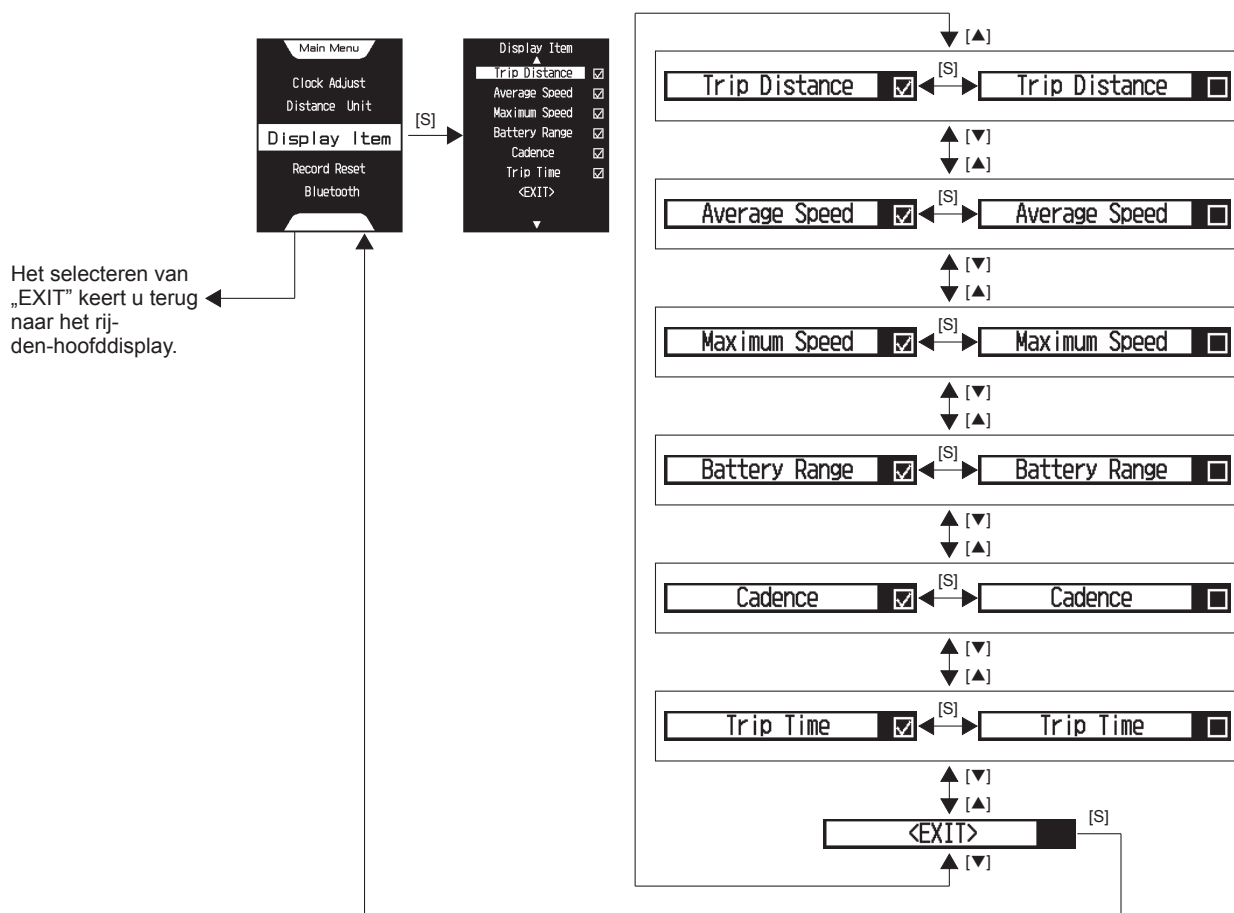 Main Menu
Clock Adjust
Distance Unit
Display Item
Record Reset
Bluetooth
[S]
Display Item
▲
Trip Distance ☑
Average Speed ☑
Maximum Speed ☑
Battery Range ☑
Cadence ☑
Trip Time ☑
<EXIT>
▼
Het selecteren van
„EXIT” keert u terug
naar het rij-
den-hoofddisplay.
[▲]
Trip Distance ☑ [S] Trip Distance ☐
[▼]
[▲]
Average Speed ☑ [S] Average Speed ☐
[▼]
[▲]
Maximum Speed ☑ [S] Maximum Speed ☐
[▼]
[▲]
Battery Range ☑ [S] Battery Range ☐
[▼]
[▲]
Cadence ☑ [S] Cadence ☐
[▼]
[▲]
Trip Time ☑ [S] Trip Time ☐
[▼]
[▲]
<EXIT> [S]
[▼]